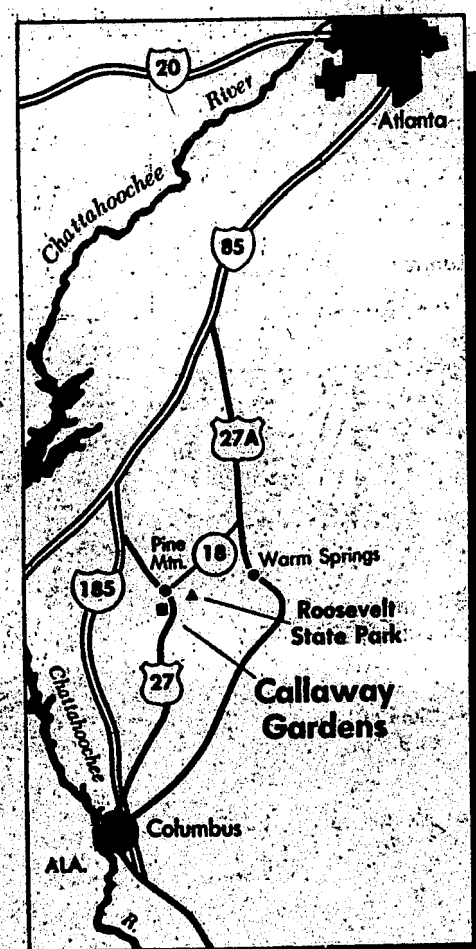 20
Chattahoochee River
Atlanta
85
27A
Pine
Mtn.
18
Warm Springs
185
Roosevelt
State Park
27
Callaway
Gardens
Chattahoochee
Columbus
ALA.
R.